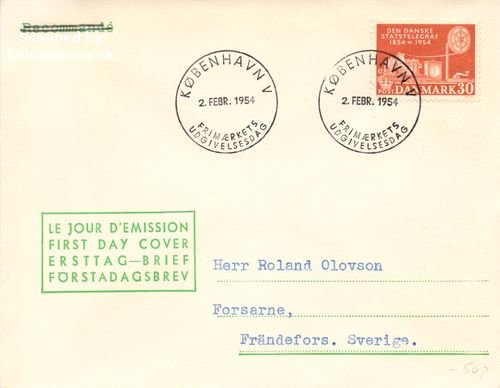 Recommandé
KØBENHAVN V
2. FEBR. 1954
FRIMÆRKETS
UDGIVELSESDAG
KØBENHAVN V
2. FEBR. 1954
FRIMÆRKETS
UDGIVELSESDAG
DEN DANSKE
STATSTELEGRAF
1854 - 1954
POST DANMARK 30
LE JOUR D'EMISSION
FIRST DAY COVER
ERSTTAG—BRIEF
FÖRSTADAGSBREV
Herr Roland Olovson
Forsarne,
Frändefors. Sverige.